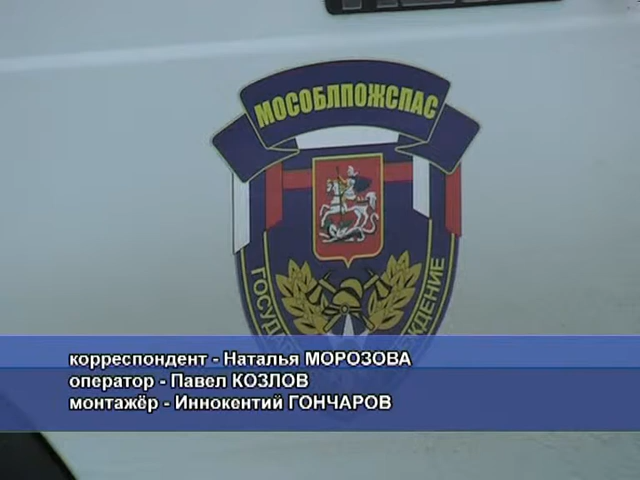 МОСОБЛПОЖСПАС
корреспондент - Наталья МОРОЗОВА
оператор - Павел КОЗЛОВ
монтажёр - Иннокентий ГОНЧАРОВ